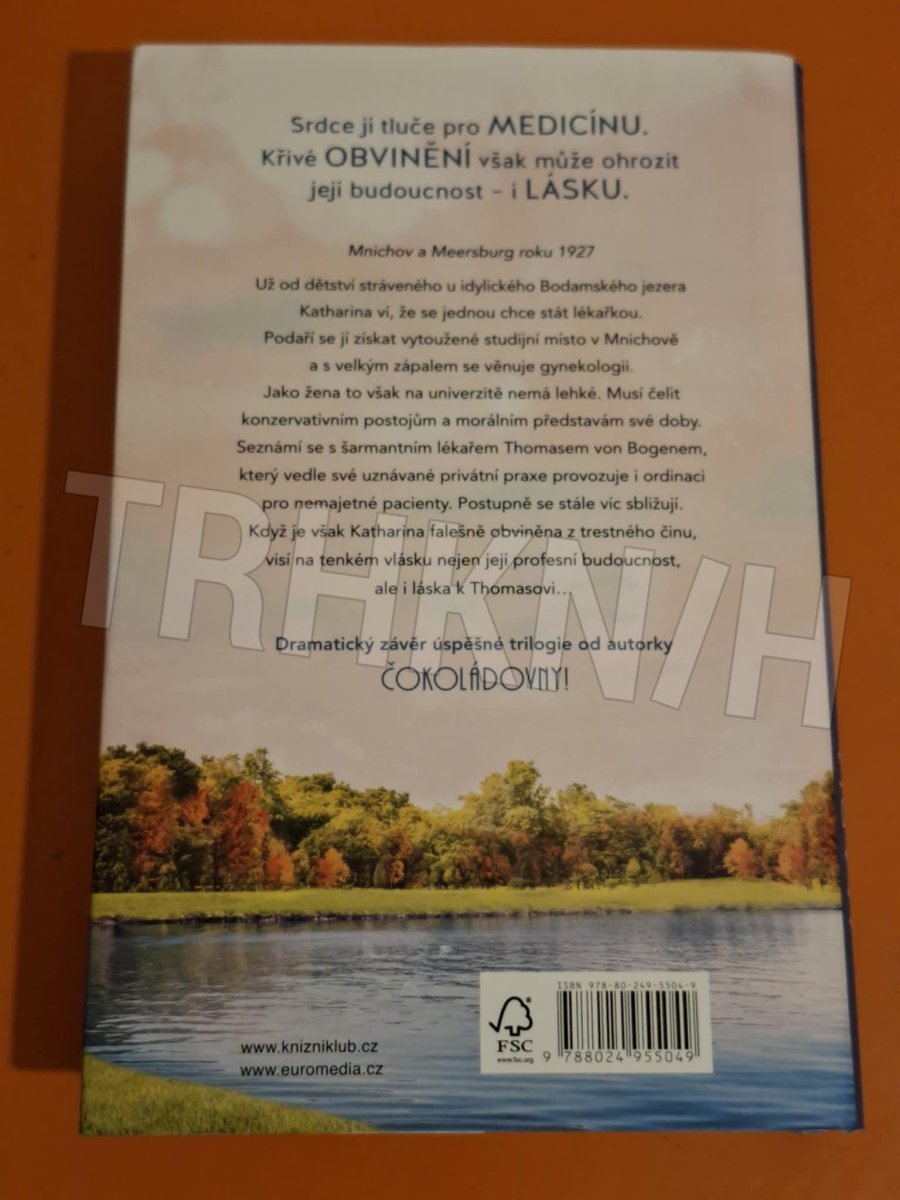 Srdce jí tluče pro MEDICÍNU.
Křivé OBVINĚNÍ však může ohrozit
její budoucnost – i LÁSKU.
Mnichov a Meersburg roku 1927
Už od dětství stráveného u idylického Bodamského jezera
Katharina ví, že se jednou chce stát lékařkou.
Podaří se jí získat vytoužené studijní místo v Mnichově
a s velkým zápalem se věnuje gynekologii.
Jako žena to však na univerzitě nemá lehké. Musí čelit
konzervativním postojům a morálním představám své doby.
Seznámí se s šarmantním lékařem Thomasem von Bogenem,
který vedle své uznávané privátní praxe provozuje i ordinaci
pro nemajetné pacienty. Postupně se stále víc sbližují.
Když je však Katharina falešně obviněna z trestného činu,
visí na tenkém vlásku nejen její profesní budoucnost,
ale i láska k Thomasovi...
TRHKNIH
Dramatický závěr úspěšné trilogie od autorky
ČOKOLÁDOVNY!
ISBN 978-80-249-5504-9
FSC
www.fsc.org
9 788024 955049
www.knizniklub.cz
www.euromedia.cz